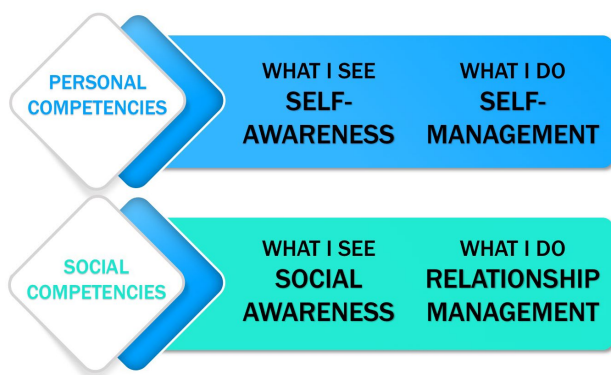 PERSONAL
COMPETENCIES
WHAT I SEE
SELF-
AWARENESS
WHAT I DO
SELF-
MANAGEMENT
SOCIAL
COMPETENCIES
WHAT I SEE
SOCIAL
AWARENESS
WHAT I DO
RELATIONSHIP
MANAGEMENT